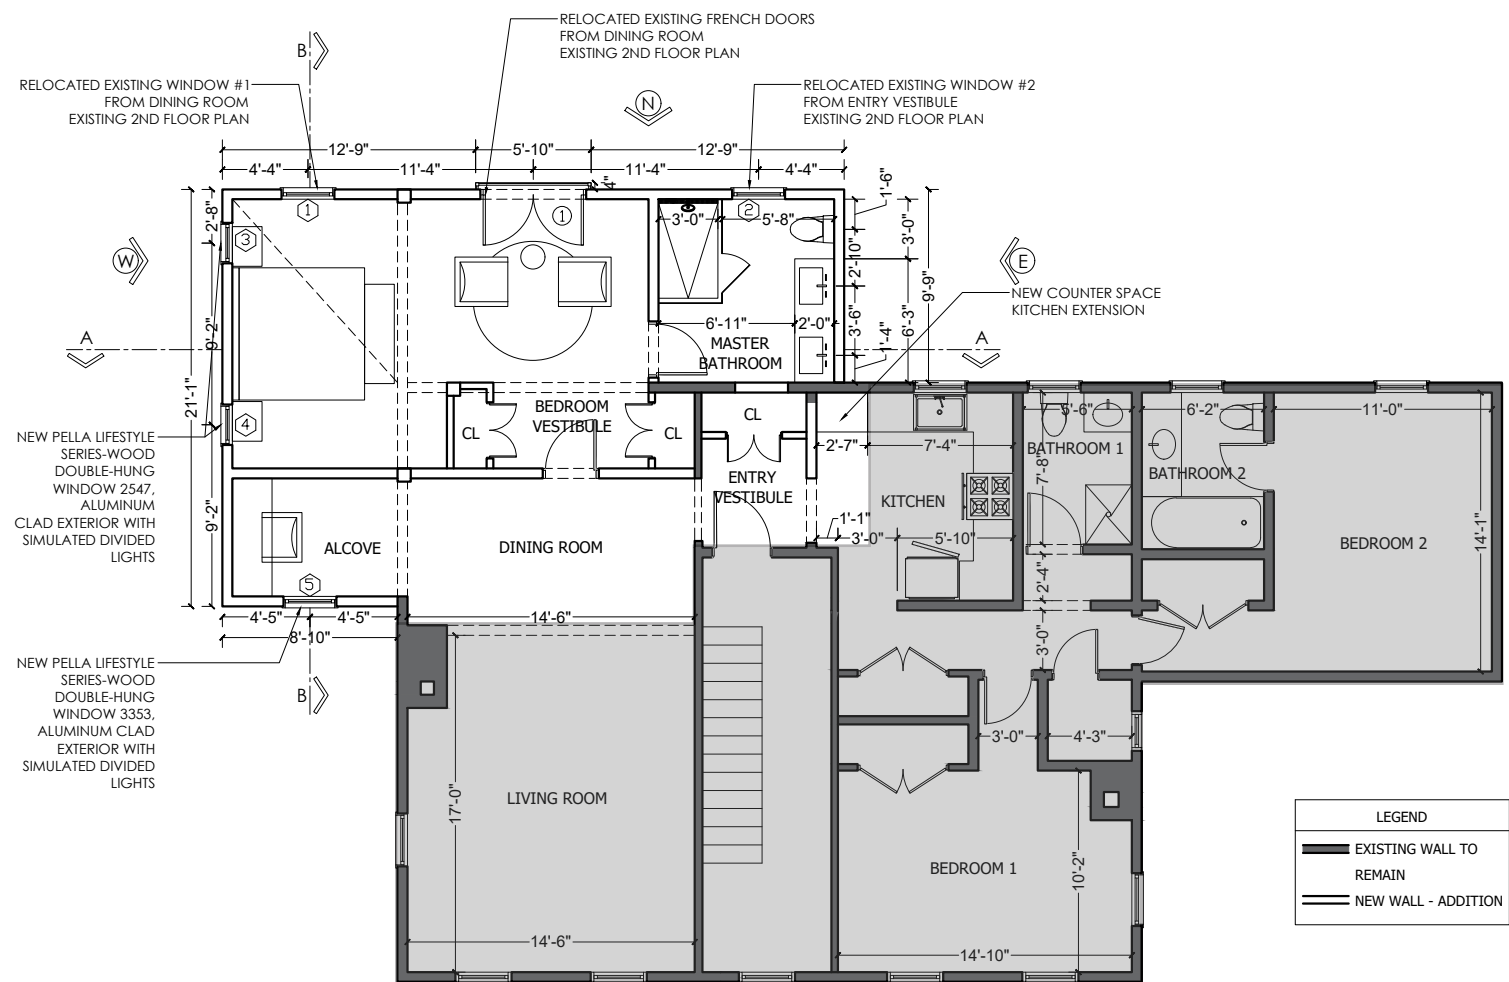 RELOCATED EXISTING FRENCH DOORS
FROM DINING ROOM
EXISTING 2ND FLOOR PLAN
B
RELOCATED EXISTING WINDOW #1
FROM DINING ROOM
EXISTING 2ND FLOOR PLAN
N
RELOCATED EXISTING WINDOW #2
FROM ENTRY VESTIBULE
EXISTING 2ND FLOOR PLAN
12'-9"
5'-10"
12'-9"
4'-4"
11'-4"
11'-4"
4'-4"
4"
1'-6"
2'-8"
1
1
2
3'-0"
5'-8"
3'-0"
3
W
E
2'-10"
9'-9"
NEW COUNTER SPACE
KITCHEN EXTENSION
9'-2"
6'-11"
2'-0"
3'-6"
6'-3"
1'-4"
A
A
MASTER
BATHROOM
21'-1"
4
BEDROOM
VESTIBULE
CL
CL
CL
5'-6"
6'-2"
11'-0"
NEW PELLA LIFESTYLE
SERIES-WOOD
DOUBLE-HUNG
WINDOW 2547,
ALUMINUM
CLAD EXTERIOR WITH
SIMULATED DIVIDED
LIGHTS
2'-7"
7'-4"
BATHROOM 1
7'-8"
BATHROOM 2
ENTRY
VESTIBULE
KITCHEN
9'-2"
1'-1"
3'-0"
5'-10"
ALCOVE
DINING ROOM
BEDROOM 2
14'-1"
5
2'-4"
4'-5"
4'-5"
14'-6"
8'-10"
3'-0"
NEW PELLA LIFESTYLE
SERIES-WOOD
DOUBLE-HUNG
WINDOW 3353,
ALUMINUM CLAD
EXTERIOR WITH
SIMULATED DIVIDED
LIGHTS
B
3'-0"
4'-3"
LIVING ROOM
17'-0"
BEDROOM 1
10'-2"
14'-6"
14'-10"
LEGEND
EXISTING WALL TO
REMAIN
NEW WALL - ADDITION